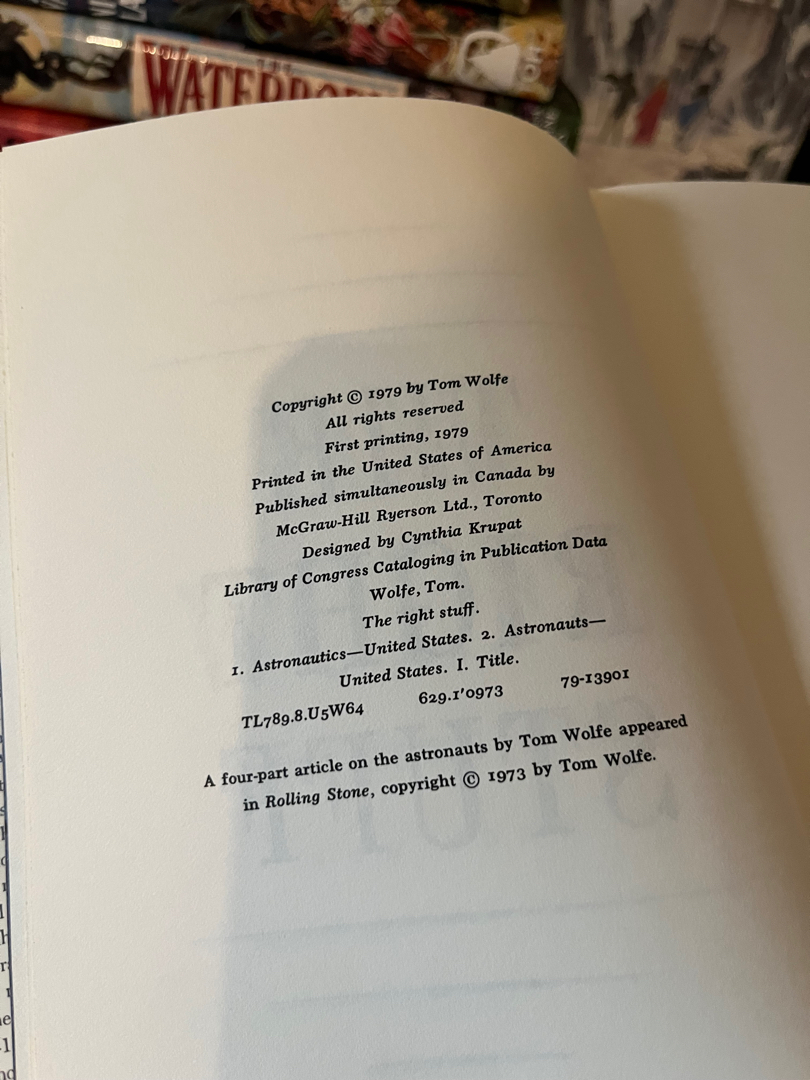 THE
WATERWO
Copyright © 1979 by Tom Wolfe
All rights reserved
First printing, 1979
Printed in the United States of America
Published simultaneously in Canada by
McGraw-Hill Ryerson Ltd., Toronto
Designed by Cynthia Krupat
Library of Congress Cataloging in Publication Data
Wolfe, Tom.
The right stuff.
1. Astronautics—United States. 2. Astronauts—
United States. I. Title.
TL789.8.U5W64 629.1'0973 79-13901
A four-part article on the astronauts by Tom Wolfe appeared
in Rolling Stone, copyright © 1973 by Tom Wolfe.